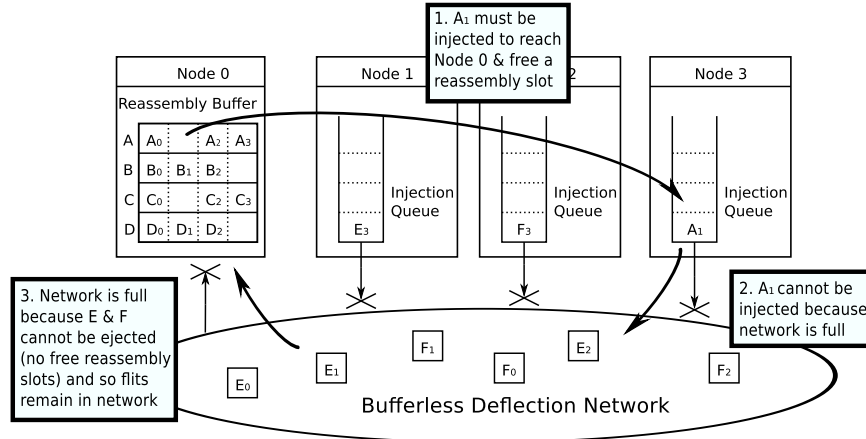 1. A1 must be
injected to reach
Node 0 & free a
reassembly slot
Node 0
Node 1
2
Node 3
Reassembly Buffer
A A0 A2 A3
B B0 B1 B2
C C0 C2 C3
D D0 D1 D2
Injection
Queue
E3
Injection
Queue
F3
Injection
Queue
A1
2. A1 cannot be
injected because
network is full
3. Network is full
because E & F
cannot be ejected
(no free reassembly
slots) and so flits
remain in network
E0
E1
F1
F0
E2
F2
Bufferless Deflection Network